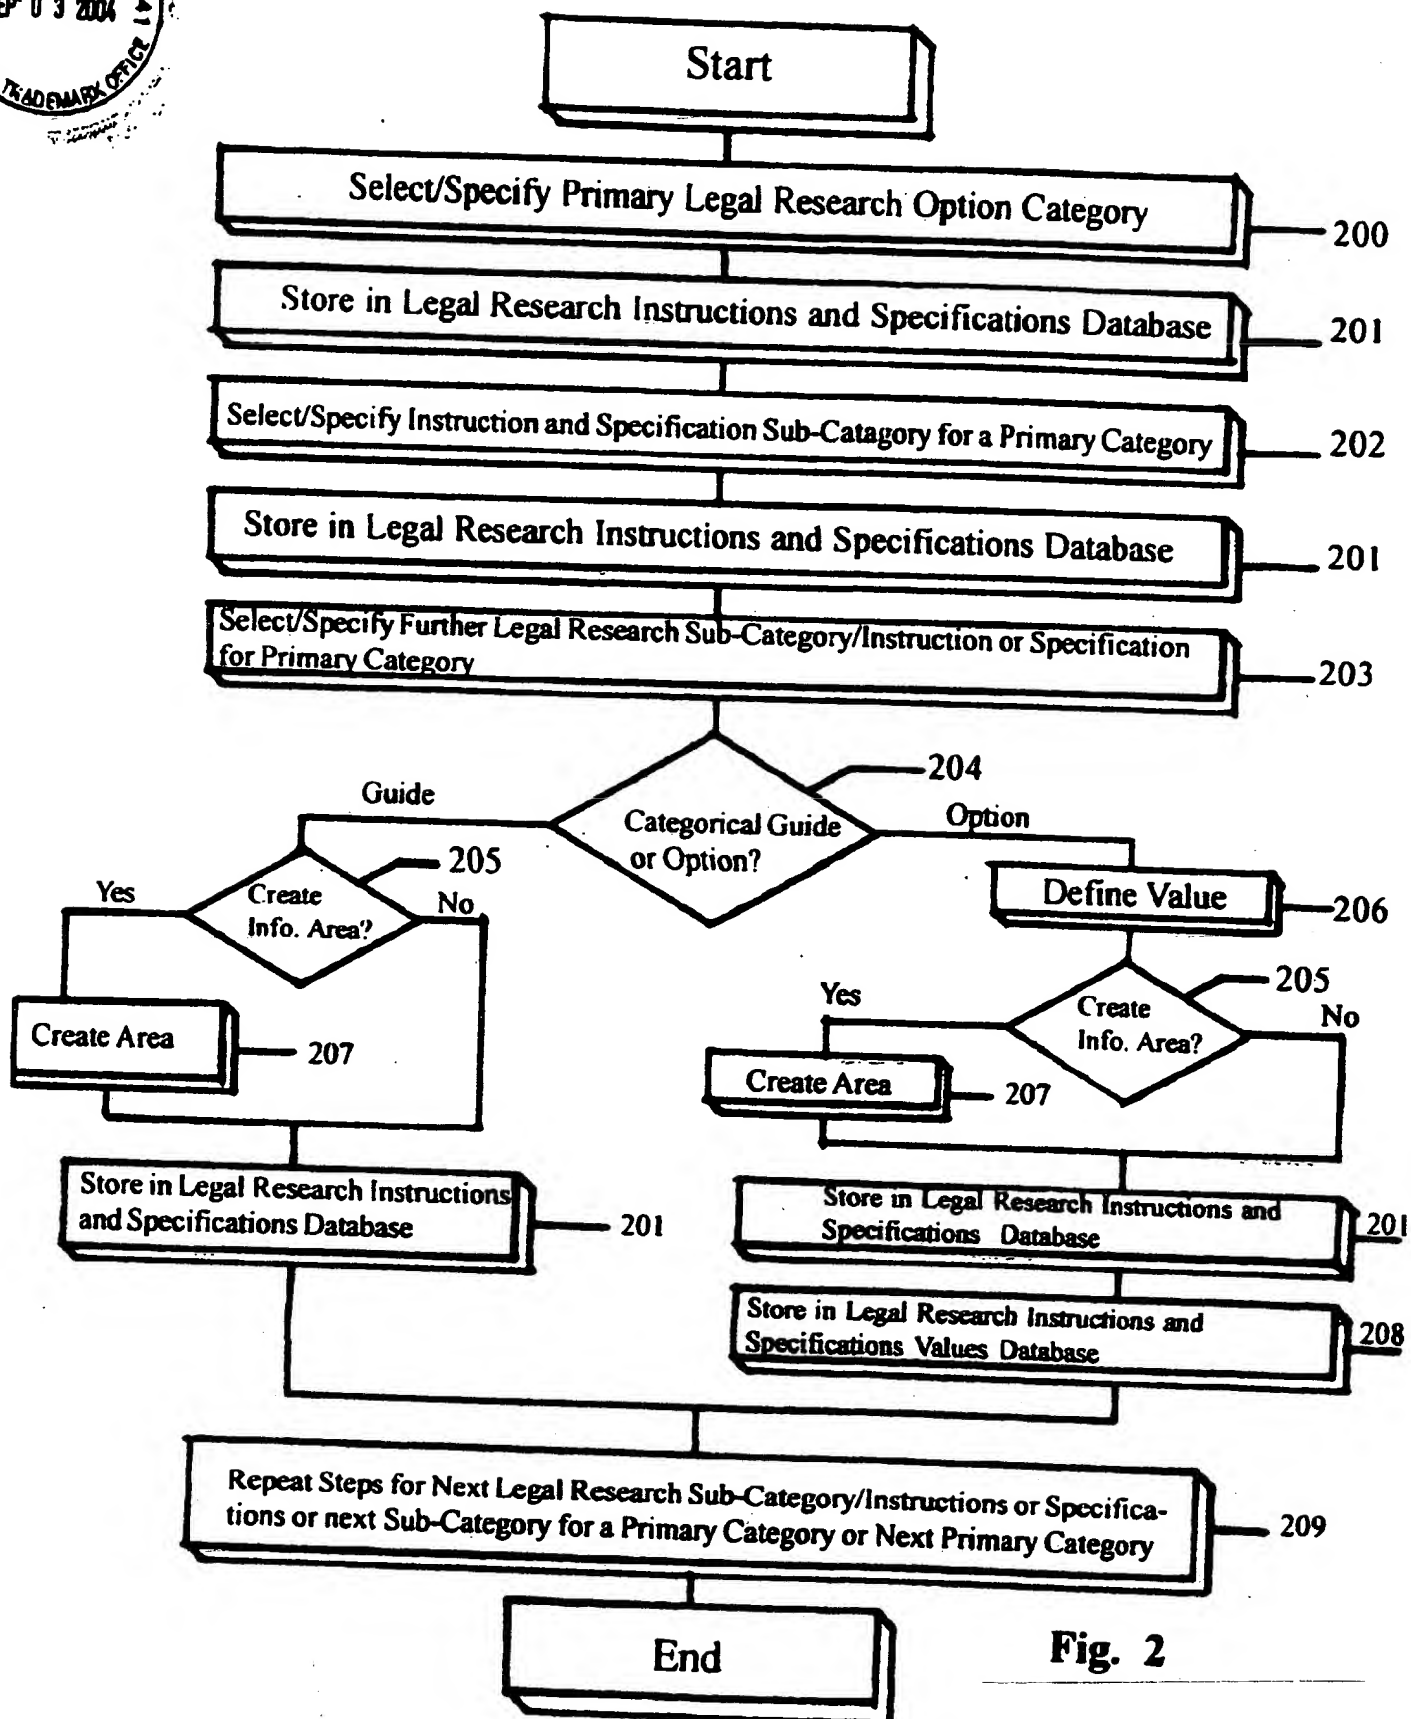 0 3 2004
TRADEMARK OFFICE
Start
Select/Specify Primary Legal Research Option Category
200
Store in Legal Research Instructions and Specifications Database
201
Select/Specify Instruction and Specification Sub-Catagory for a Primary Category
202
Store in Legal Research Instructions and Specifications Database
201
Select/Specify Further Legal Research Sub-Category/Instruction or Specification
for Primary Category
203
204
Guide
Categorical Guide
or Option?
Option
205
Yes
Create
Info. Area?
No
Define Value
206
205
Yes
Create
Info. Area?
No
Create Area
207
Create Area
207
Store in Legal Research Instructions
and Specifications Database
201
Store in Legal Research Instructions and
Specifications Database
201
Store in Legal Research Instructions and
Specifications Values Database
208
Repeat Steps for Next Legal Research Sub-Category/Instructions or Specifica-
tions or next Sub-Category for a Primary Category or Next Primary Category
209
End
Fig. 2